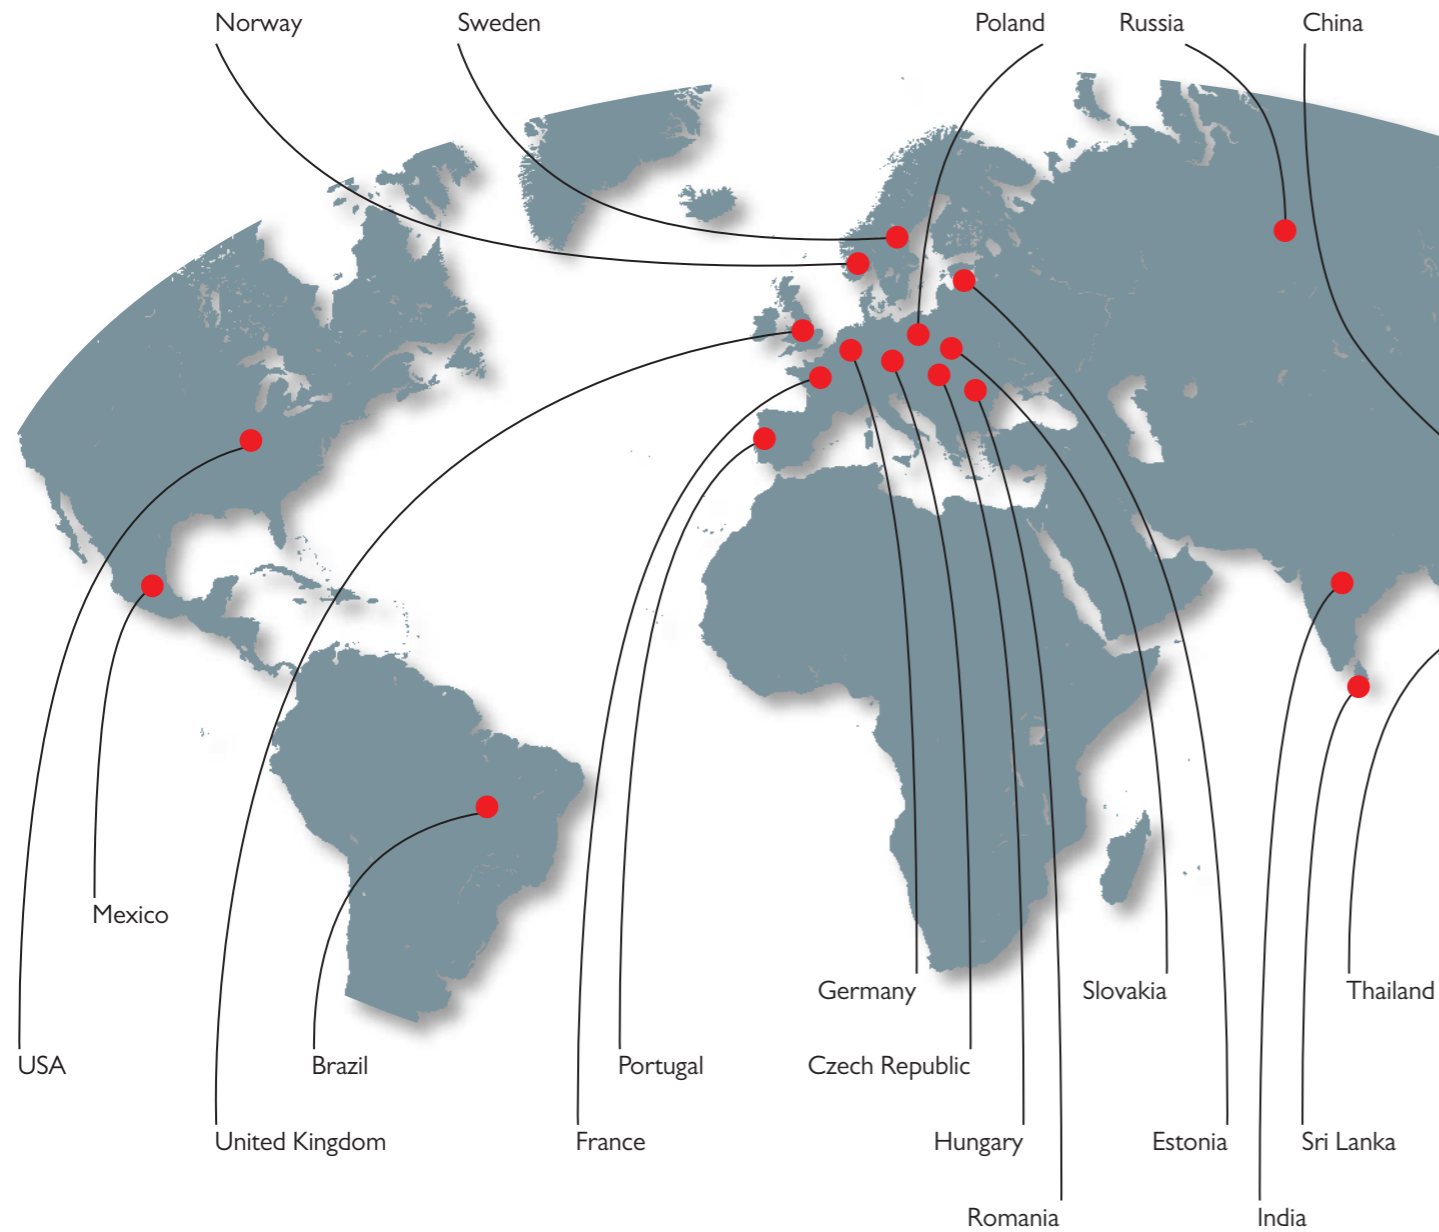 Norway
Sweden
Poland
Russia
China
Mexico
Germany
Slovakia
Thailand
USA
Brazil
Portugal
Czech Republic
United Kingdom
France
Hungary
Estonia
Sri Lanka
Romania
India